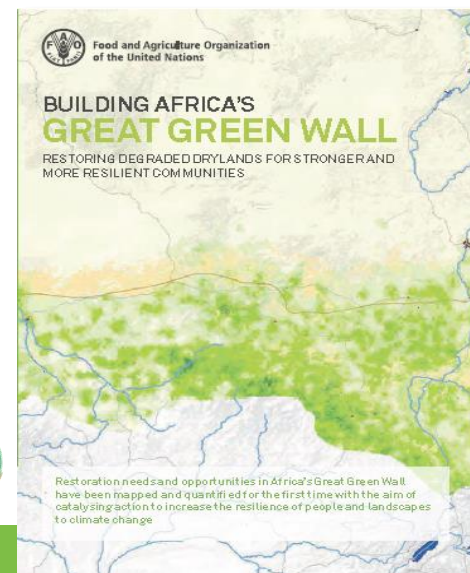 Food and Agriculture Organization
of the United Nations
BUILDING AFRICA'S
GREAT GREEN WALL
RESTORING DEGRADED DRYLANDS FOR STRONGER AND
MORE RESILIENT COMMUNITIES
Restoration needs and opportunities in Africa's Great Green Wall
have been mapped and quantified for the first time with the aim of
catalysing action to increase the resilience of people and landscapes
to climate change